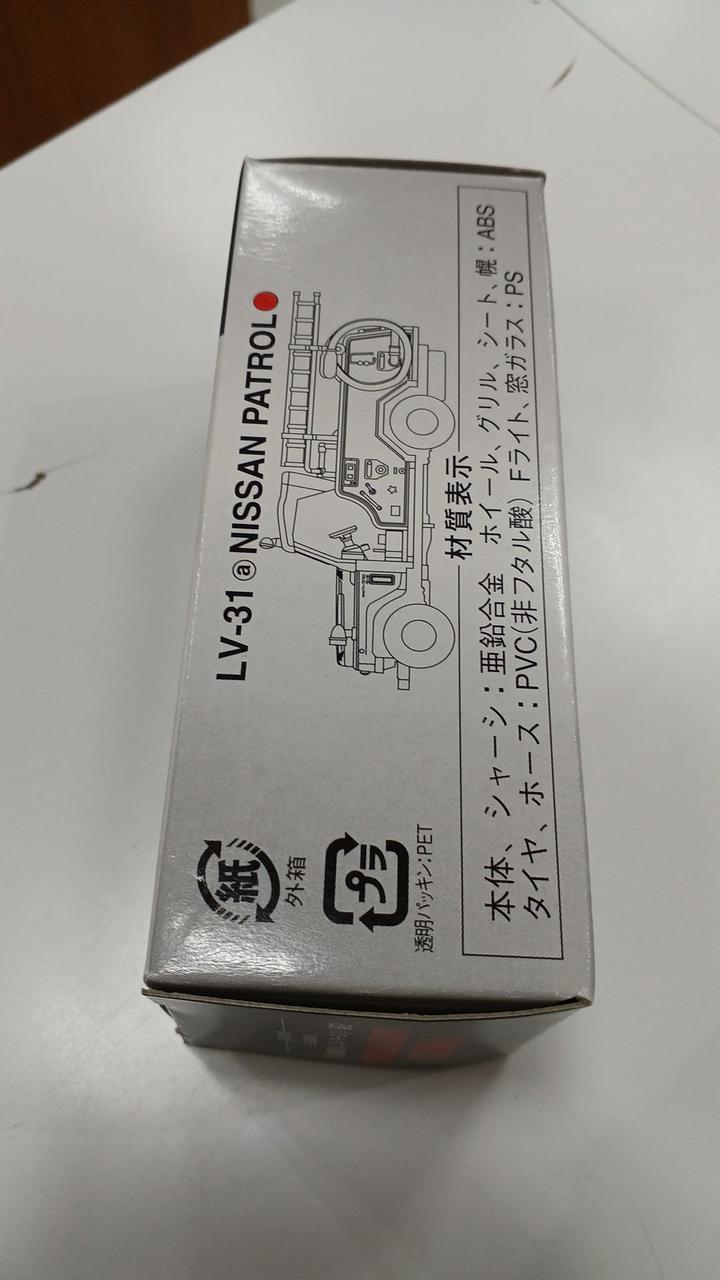 LV-31ⓐNISSAN PATROL
材質表示
本体、シャーシ：亜鉛合金 ホイール、グリル、シート、幌：ABS
タイヤ、ホース：PVC(非フタル酸) Fライト、窓ガラス：PS
紙
外箱
プラ
透明パッキン:PET